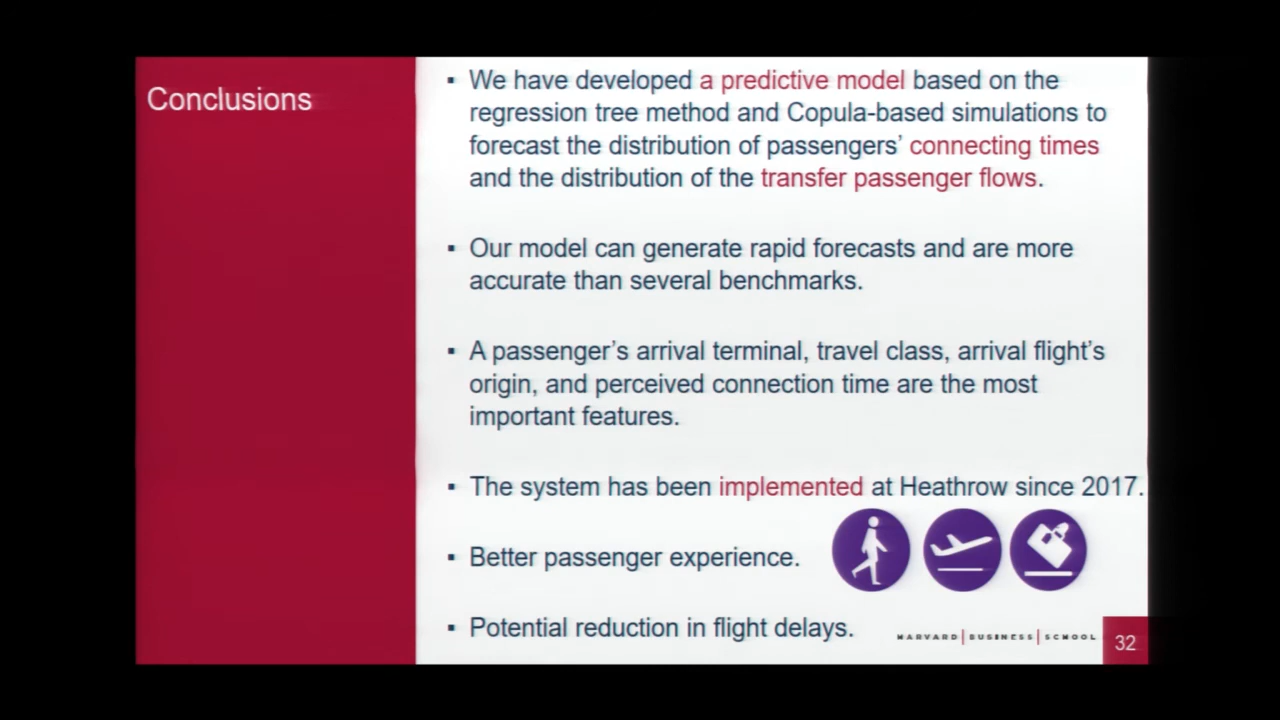 Conclusions
▪ We have developed a predictive model based on the
regression tree method and Copula-based simulations to
forecast the distribution of passengers’ connecting times
and the distribution of the transfer passenger flows.
▪ Our model can generate rapid forecasts and are more
accurate than several benchmarks.
▪ A passenger’s arrival terminal, travel class, arrival flight’s
origin, and perceived connection time are the most
important features.
▪ The system has been implemented at Heathrow since 2017.
▪ Better passenger experience.
▪ Potential reduction in flight delays.
HARVARD | BUSINESS | SCHOOL
32